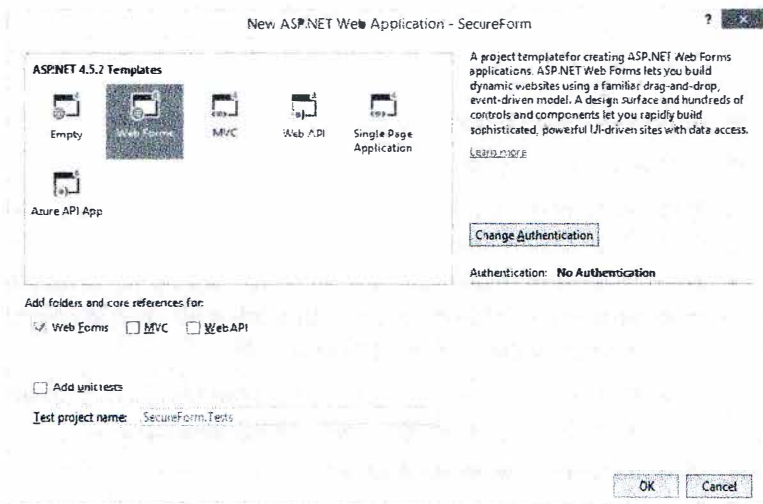 New ASP.NET Web Application - SecureForm
?
ASP.NET 4.5.2 Templates
Empty
Web Forms
MVC
Web API
Single Page
Application
Azure API App
A project template for creating ASP.NET Web Forms
applications. ASP.NET Web Forms lets you build
dynamic websites using a familiar drag-and-drop,
event-driven model. A design surface and hundreds of
controls and components let you rapidly build
sophisticated, powerful UI-driven sites with data access.
Learn more
Change Authentication
Authentication: No Authentication
Add folders and core references for:
Web Forms MVC Web API
Add unit tests
Test project name: SecureForm.Tests
OK Cancel